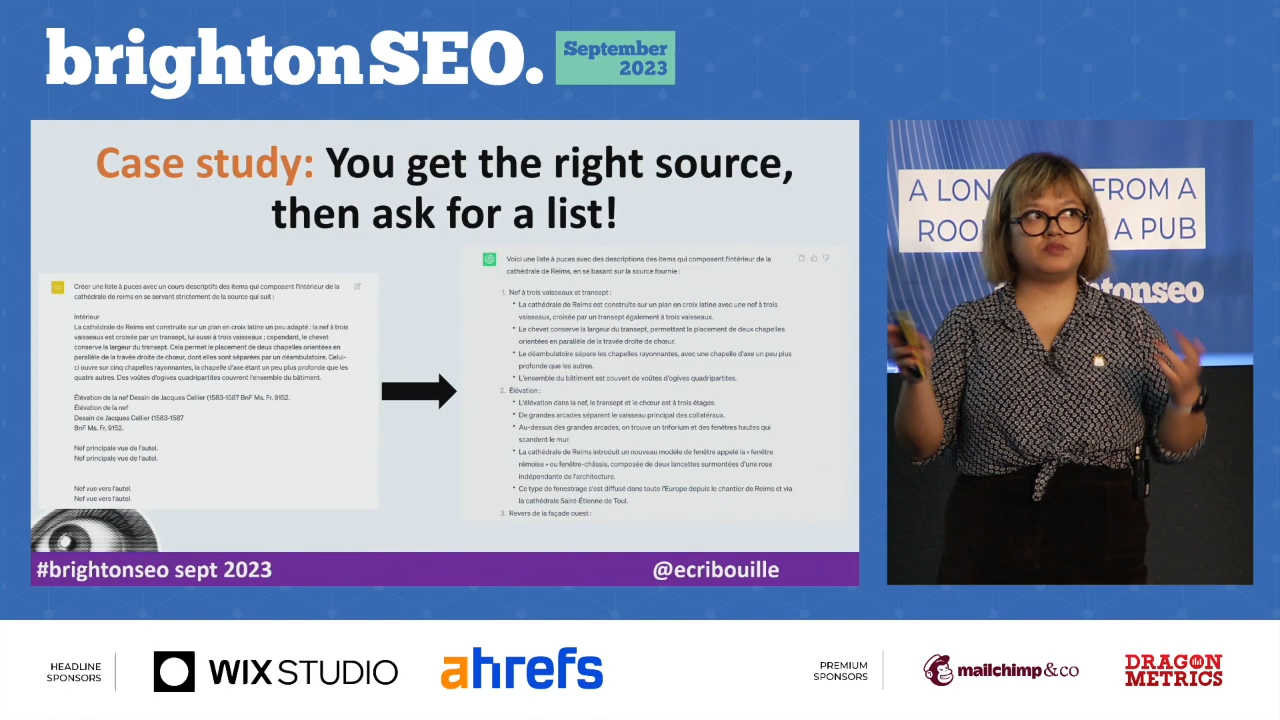 brightonSEO.
September
2023
Case study: You get the right source,
then ask for a list!
Créer une liste à puces avec un cours descriptifs des items qui composent l'intérieur de la
cathédrale de reims en se servant strictement de la source qui suit :
Intérieur
La cathédrale de Reims est construite sur un plan en croix latine un peu adapté : la nef à trois
vaisseaux est croisée par un transept, lui aussi à trois vaisseaux ; cependant, le chevet
conserve la largeur du transept. Cela permet le placement de deux chapelles orientées en
parallèle de la travée droite de chœur, dont elles sont séparées par un déambulatoire. Celui-
ci ouvre sur cinq chapelles rayonnantes, la chapelle d'axe étant un peu plus profonde que les
quatre autres. Des voûtes d'ogives quadripartites couvrent l'ensemble du bâtiment.
Élévation de la nef Dessin de Jacques Cellier (1583-1587 BnF Ms. Fr. 9152.
Élévation de la nef
Dessin de Jacques Cellier (1583-1587
BnF Ms. Fr. 9152.
Nef principale vue de l'autel.
Nef principale vue de l'autel.
Nef vue vers l'autel.
Nef vue vers l'autel.
Voici une liste à puces avec des descriptions des items qui composent l'intérieur de la
cathédrale de Reims, en se basant sur la source fournie :
1. Nef à trois vaisseaux et transept :
• La cathédrale de Reims est construite sur un plan en croix latine avec une nef à trois
vaisseaux, croisée par un transept également à trois vaisseaux.
• Le chevet conserve la largeur du transept, permettant le placement de deux chapelles
orientées en parallèle de la travée droite de chœur.
• Le déambulatoire sépare les chapelles rayonnantes, avec une chapelle d'axe un peu plus
profonde que les autres.
• L'ensemble du bâtiment est couvert de voûtes d'ogives quadripartites.
2. Élévation :
• L'élévation dans la nef, le transept et le chœur est à trois étages.
• De grandes arcades séparent le vaisseau principal des collatéraux.
• Au-dessus des grandes arcades, on trouve un triforium et des fenêtres hautes qui
scandent le mur.
• La cathédrale de Reims introduit un nouveau modèle de fenêtre appelé la « fenêtre
rémoise » ou fenêtre-châssis, composée de deux lancettes surmontées d'une rose
indépendante de l'architecture.
• Ce type de fenestrage s'est diffusé dans toute l'Europe depuis le chantier de Reims et via
la cathédrale Saint-Étienne de Toul.
3. Revers de la façade ouest :
#brightonseo sept 2023
@ecribouille
A LON FROM A
ROO A PUB
ntonseo
HEADLINE
SPONSORS
WIX STUDIO
ahrefs
PREMIUM
SPONSORS
mailchimp & co
DRAGON
METRICS